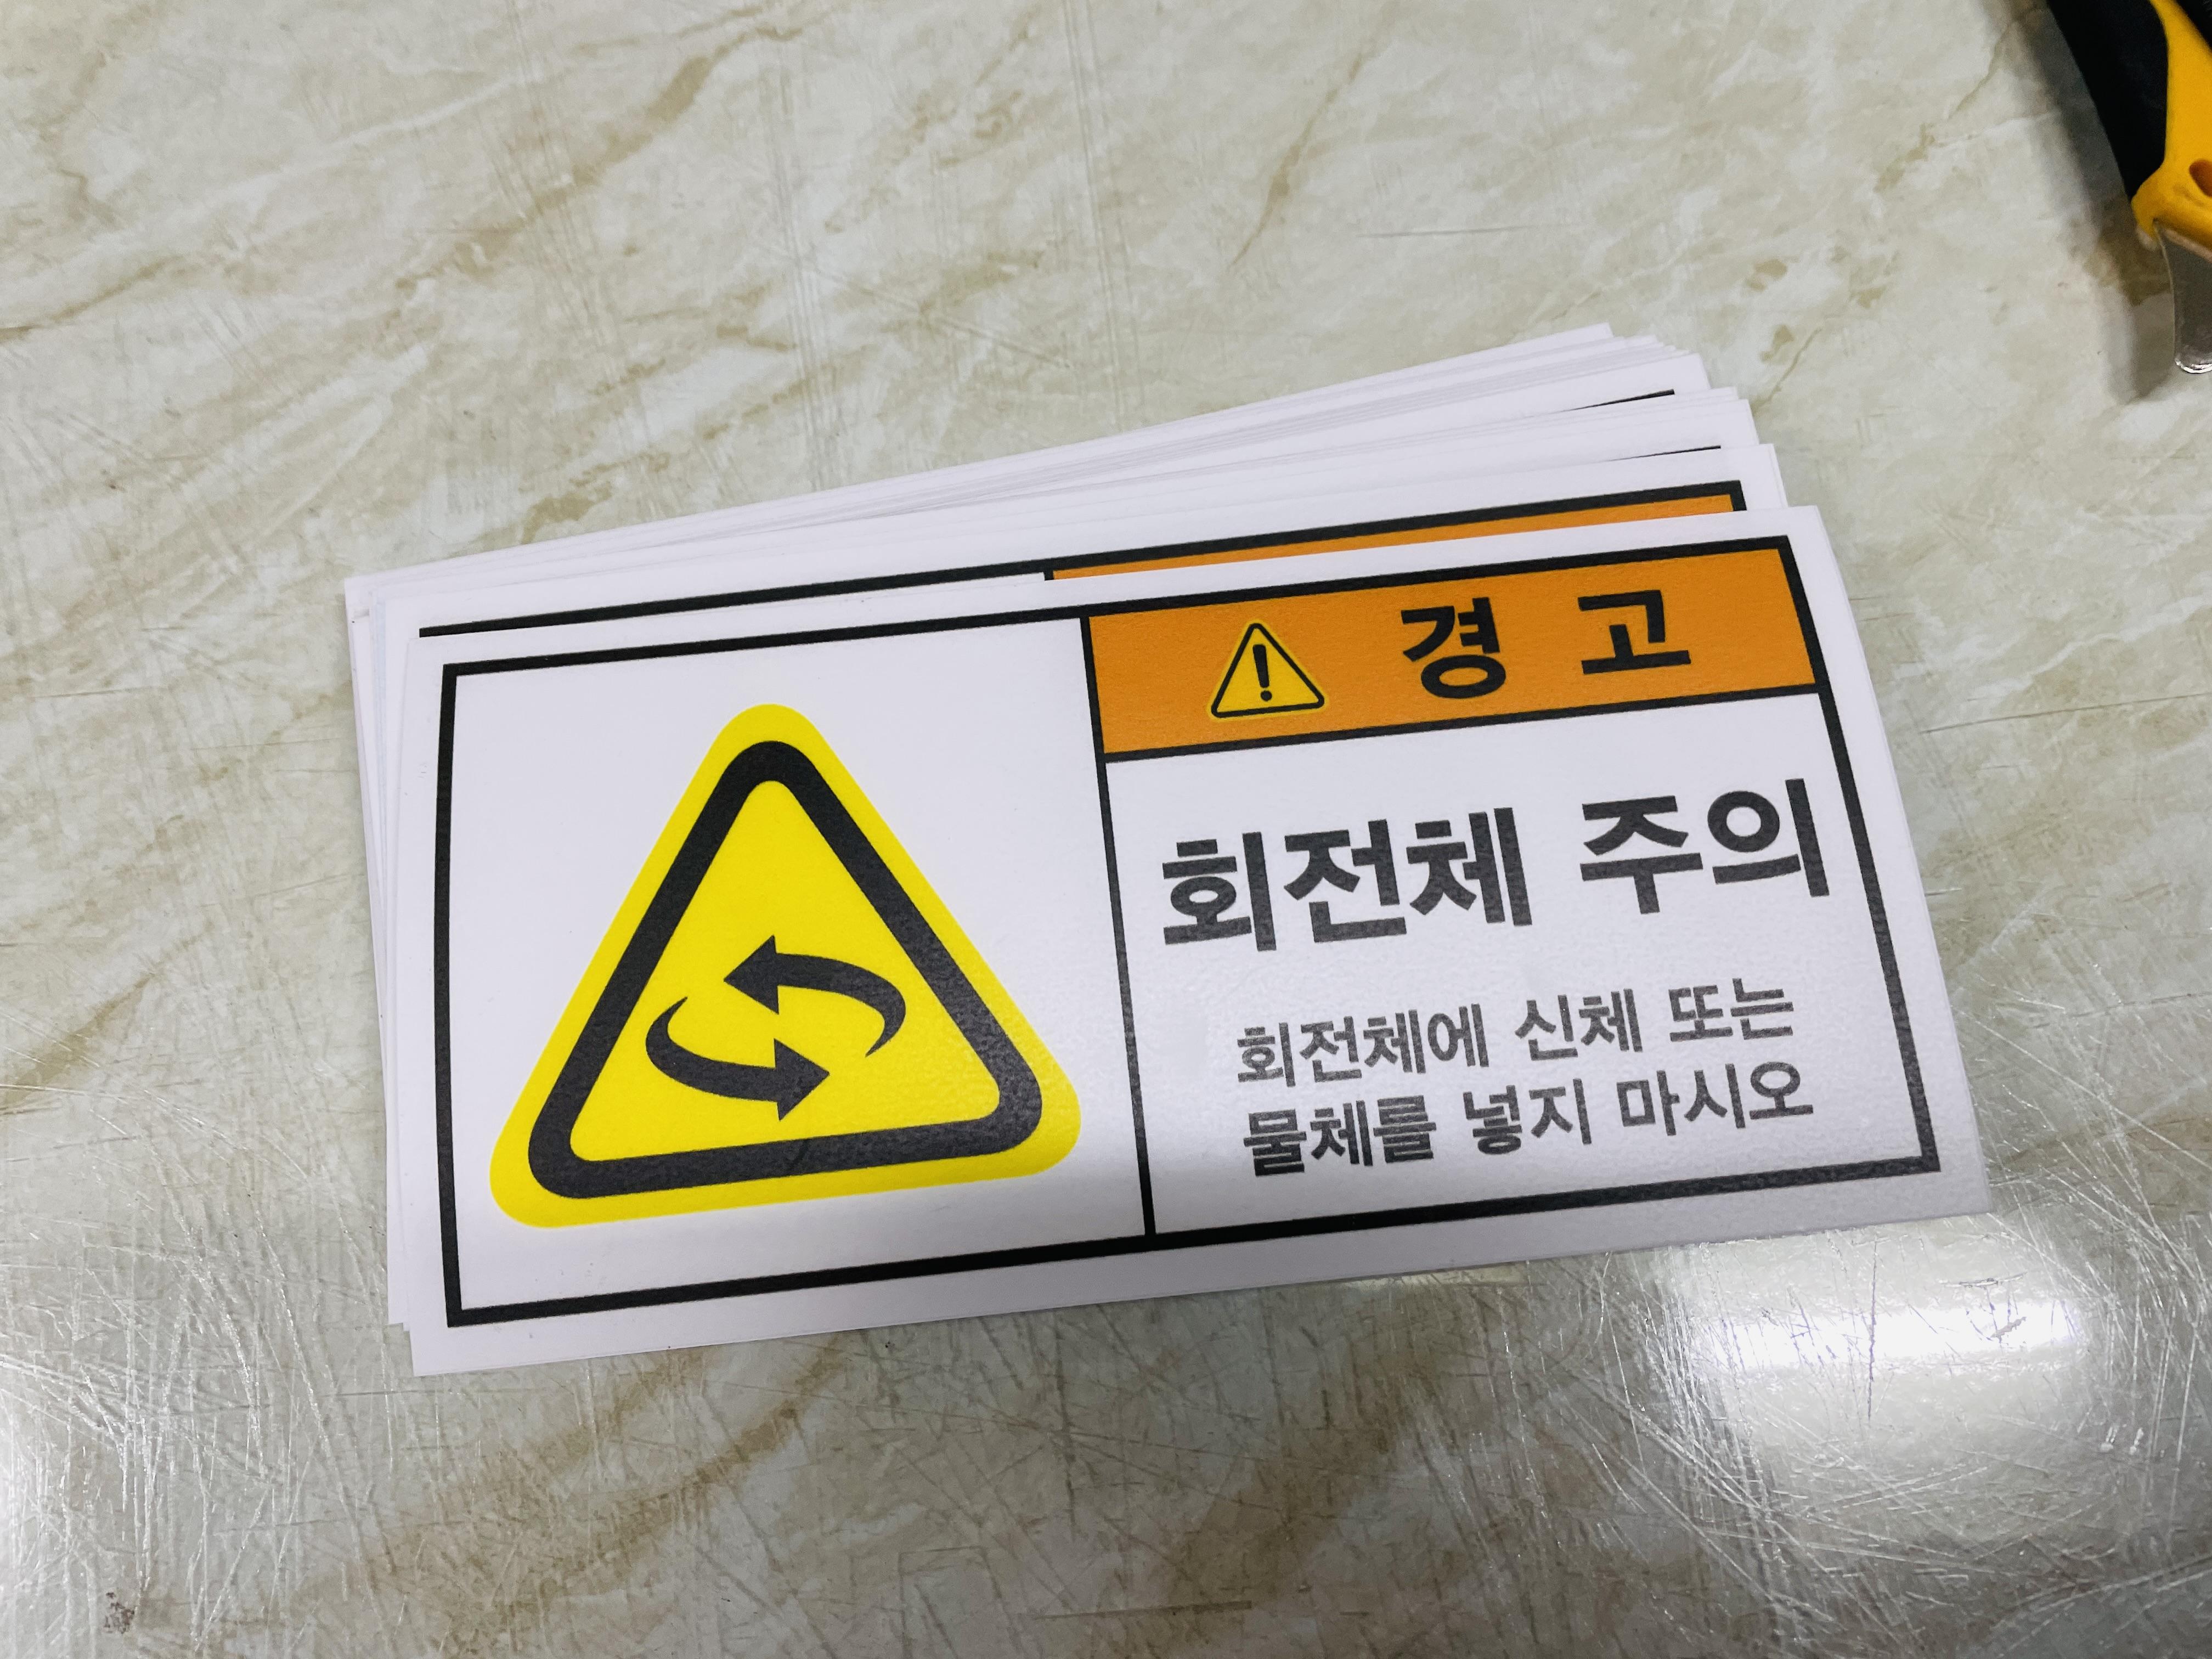 경 고
회전체 주의
회전체에 신체 또는
물체를 넣지 마시오